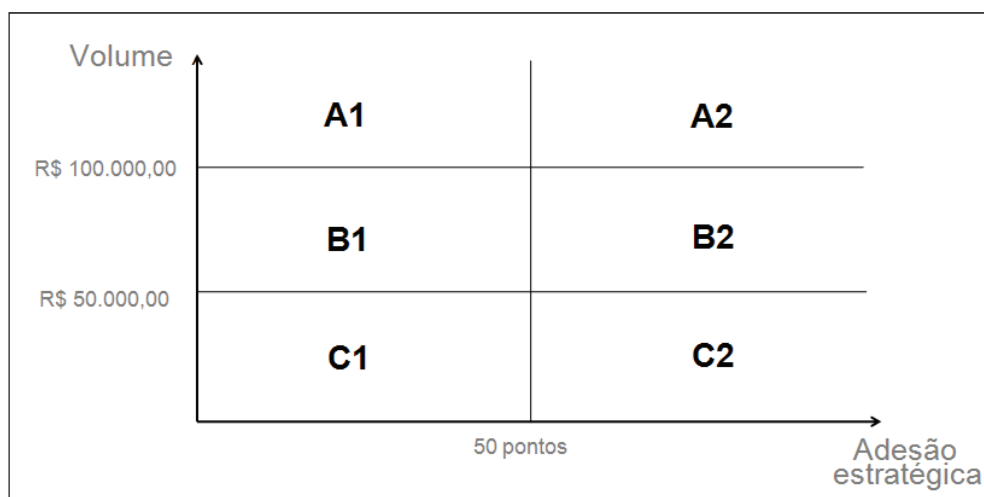 Volume
A1
A2
R$ 100.000,00
B1
B2
R$ 50.000,00
C1
C2
50 pontos
Adesão
estratégica